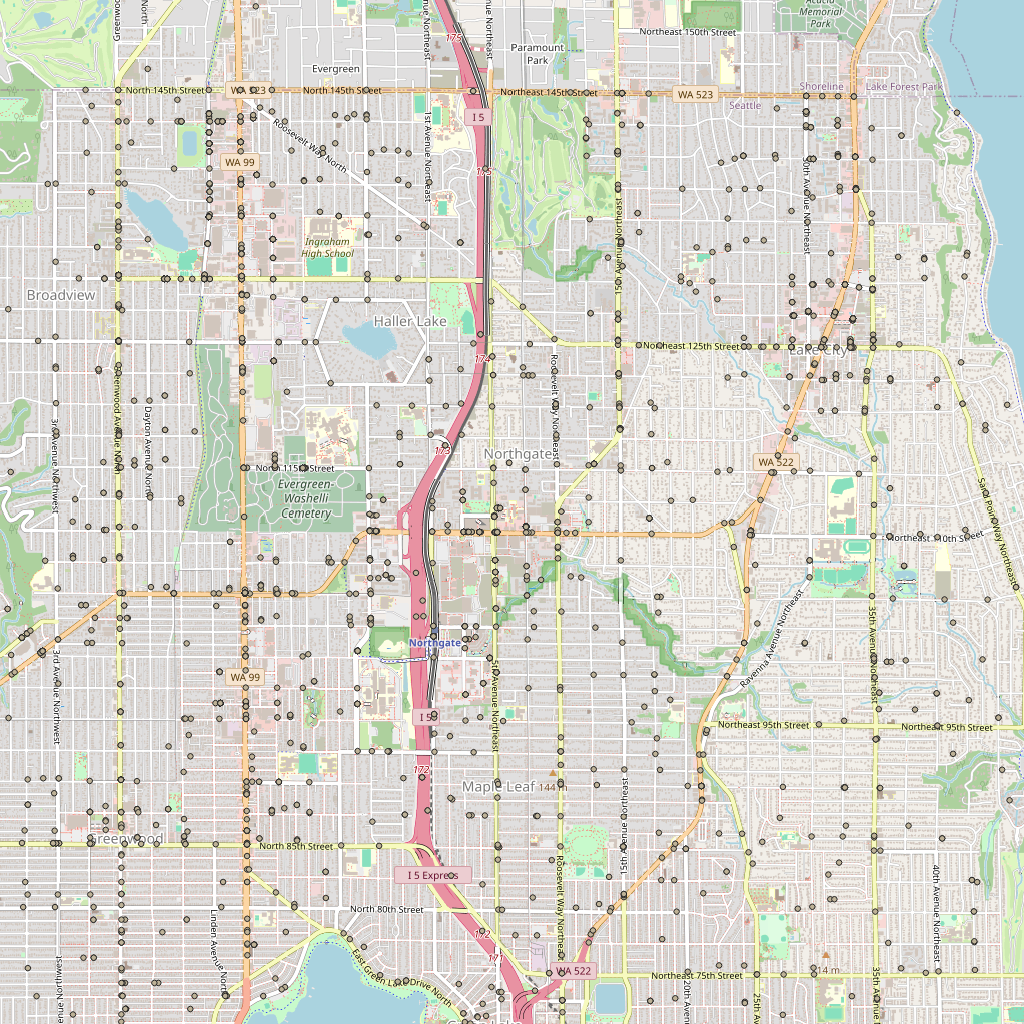 Acacia
Memorial
Park
Northeast 150th Street
175
Paramount
Park
Evergreen
North 145th Street
WA 523
North 145th Street
Northeast 145th Street
WA 523
Shoreline
Lake Forest Park
Seattle
I 5
Roosevelt Way North
1st Avenue Northeast
WA 99
175
30th Avenue Northeast
15th Avenue Northeast
Ingraham
High School
Broadview
Haller Lake
Northeast 125th Street
Lake City
174
Roosevelt Way Northeast
Greenwood Avenue North
3rd Avenue Northwest
Dayton Avenue North
173
Northgate
North 115th Street
WA 522
Evergreen-
Washelli
Cemetery
Sand Point Way Northeast
Northeast 110th Street
Ravenna Avenue Northeast
35th Avenue Northeast
Northgate
3rd Avenue Northwest
WA 99
5th Avenue Northeast
I 5
Northeast 95th Street
Northeast 95th Street
172
Maple Leaf
144 m
15th Avenue Northeast
Greenwood
North 85th Street
I 5 Express
Roosevelt Way Northeast
40th Avenue Northeast
North 80th Street
Linden Avenue North
172
171
East Green Lake Drive North
WA 522
Northeast 75th Street
14 m
20th Ave
25th
35th Ave